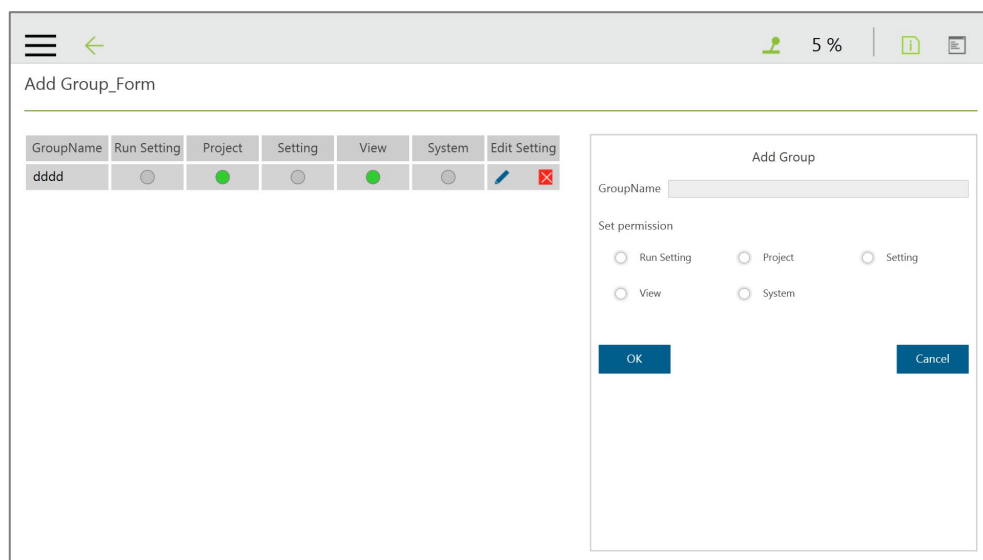 5 %
Add Group_Form
GroupName Run Setting Project Setting View System Edit Setting
dddd
Add Group
GroupName
Set permission
Run Setting Project Setting
View System
OK Cancel